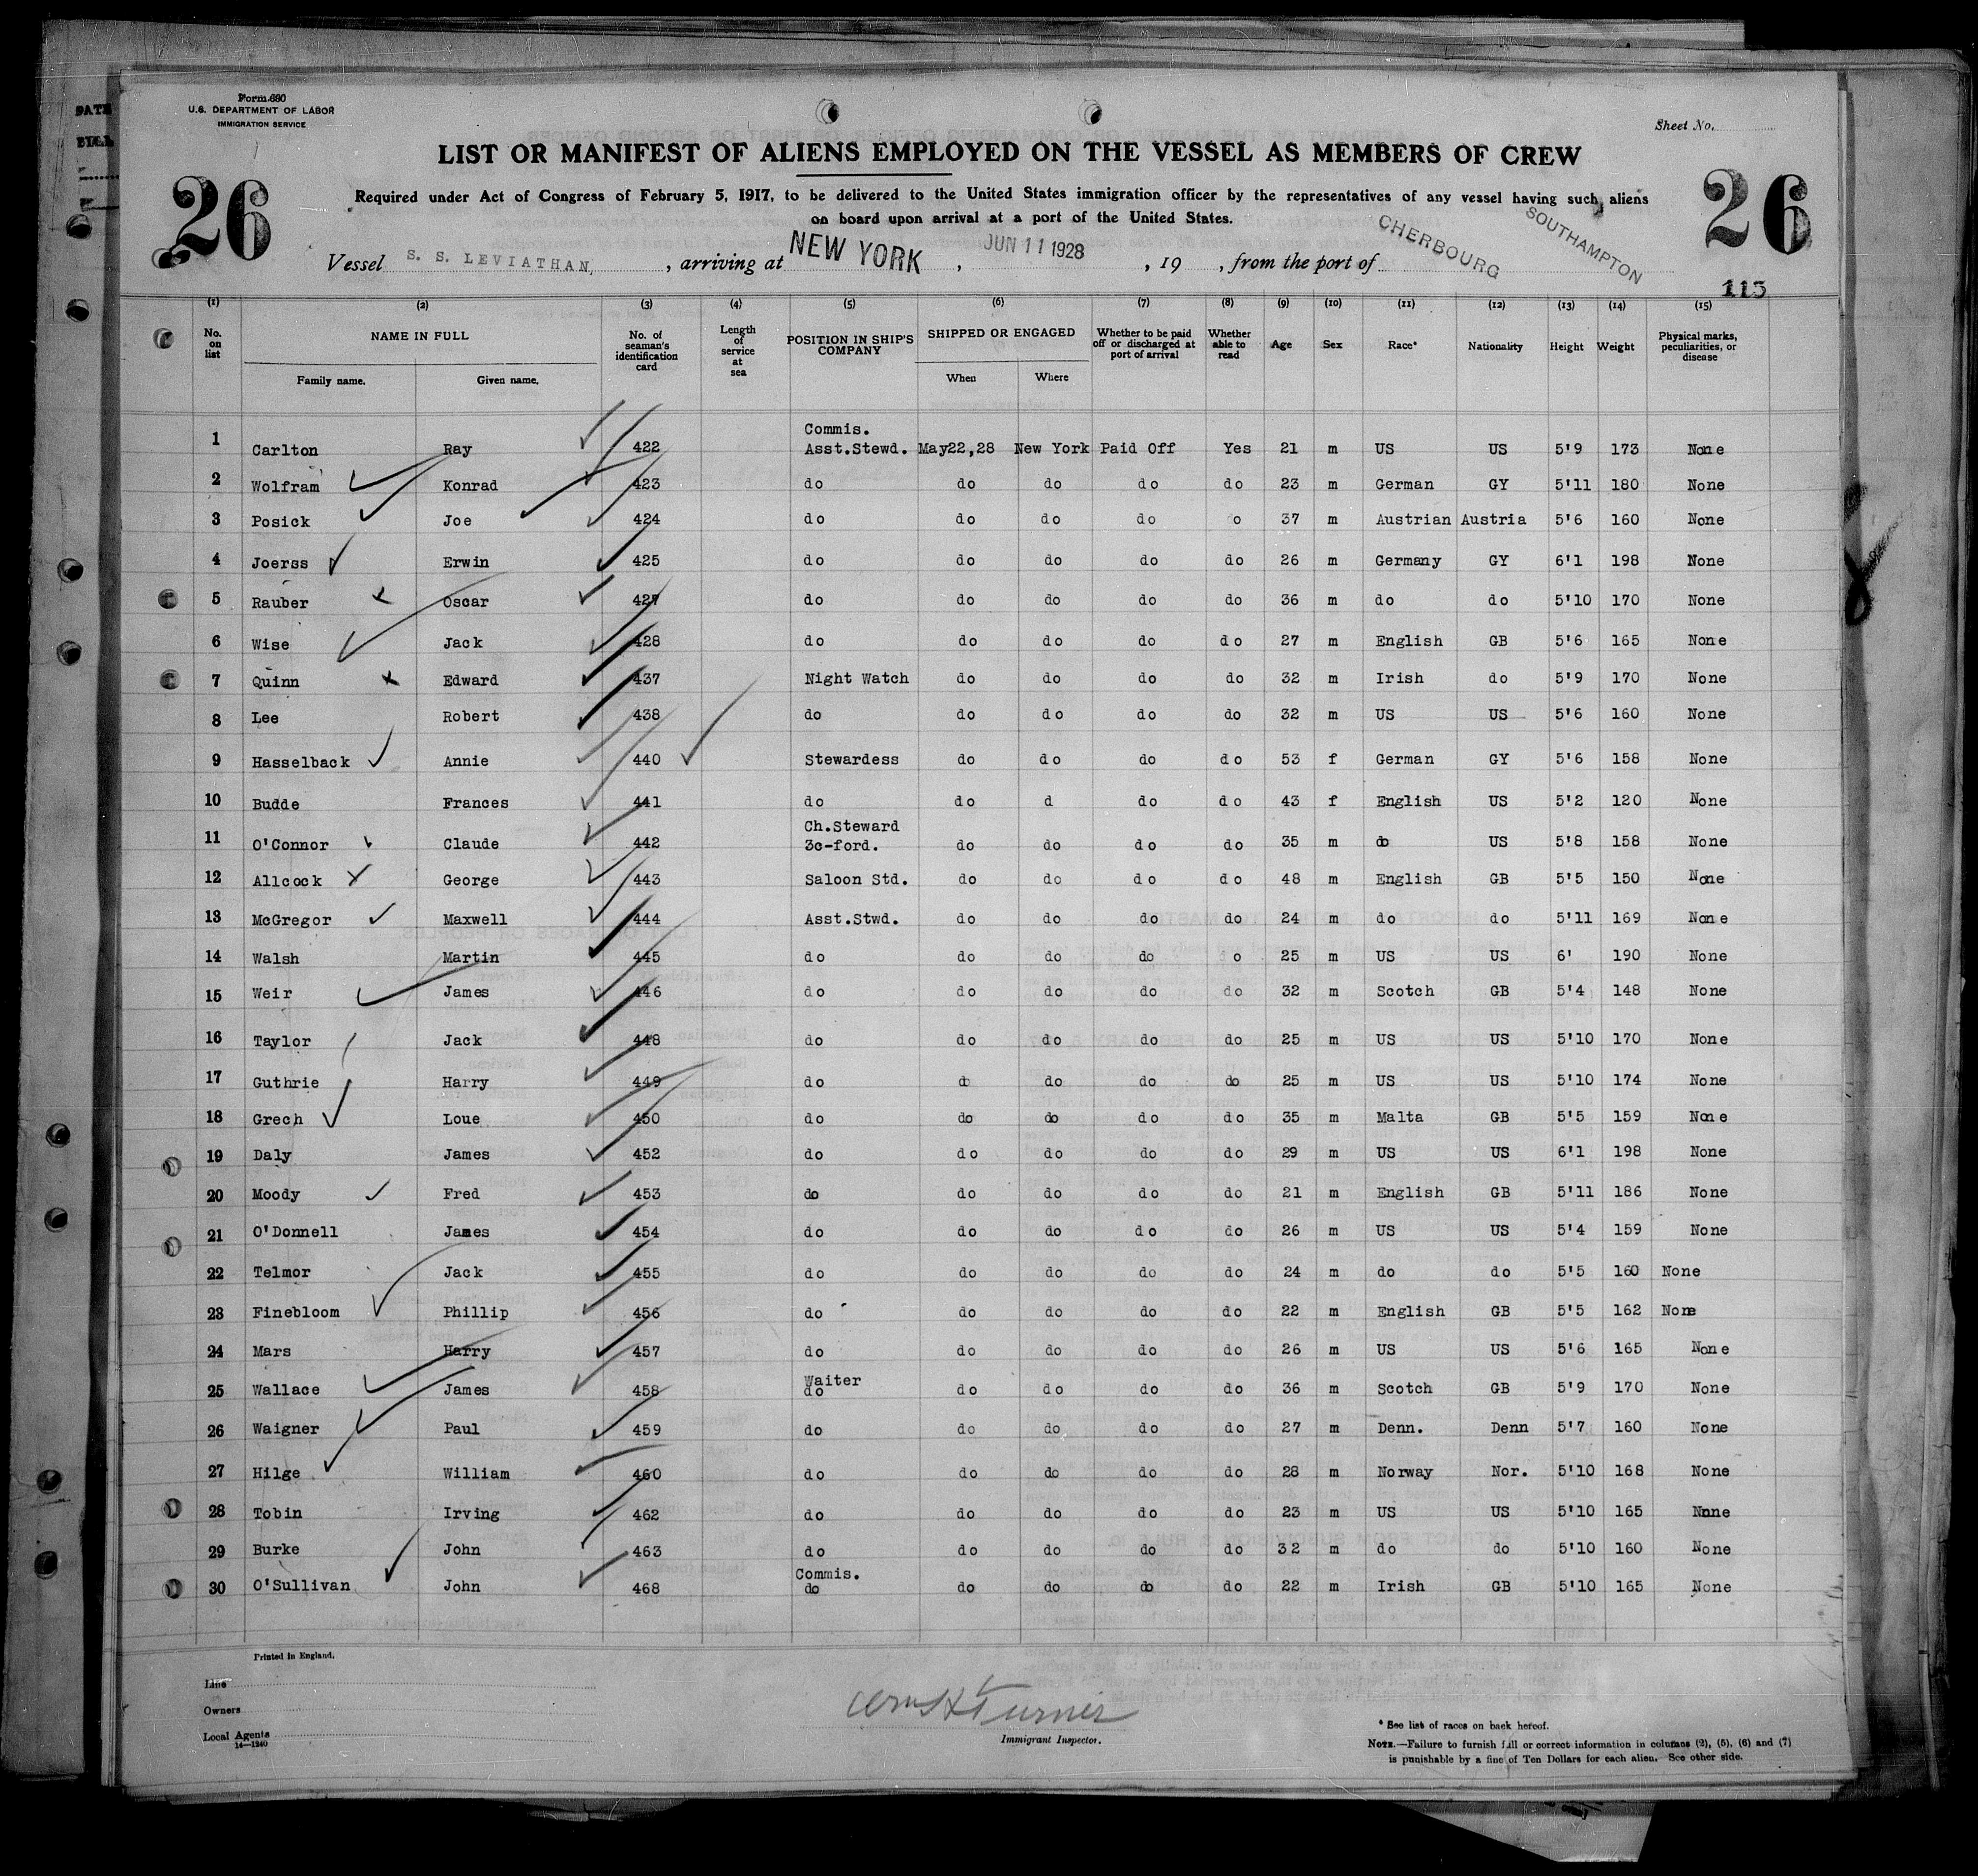 Form 680
U.S. DEPARTMENT OF LABOR
IMMIGRATION SERVICE
Sheet No.
LIST OR MANIFEST OF ALIENS EMPLOYED ON THE VESSEL AS MEMBERS OF CREW
26
26
Required under Act of Congress of February 5, 1917, to be delivered to the United States immigration officer by the representatives of any vessel having such aliens
on board upon arrival at a port of the United States.
Vessel S. S. LEVIATHAN, , arriving at NEW YORK , JUN 11 1928 , 19 , from the port of CHERBOURG SOUTHAMPTON
115
(1) (2) (3) (4) (5) (6) (7) (8) (9) (10) (11) (12) (13) (14) (15)
No. on list NAME IN FULL Family name. Given name. No. of seaman's identification card Length of service at sea POSITION IN SHIP'S COMPANY SHIPPED OR ENGAGED When Where Whether to be paid off or discharged at port of arrival Whether able to read Age Sex Race* Nationality Height Weight Physical marks, peculiarities, or disease
1 Carlton Ray 422 Commis. Asst.Stewd. May22,28 New York Paid Off Yes 21 m US US 5'9 173 None
2 Wolfram Konrad 423 do do do do do 23 m German GY 5'11 180 None
3 Posick Joe 424 do do do do o 37 m Austrian Austria 5'6 160 None
4 Joerss Erwin 425 do do do do do 26 m Germany GY 6'1 198 None
5 Rauber Oscar 427 do do do do do 36 m do do 5'10 170 None
6 Wise Jack 428 do do do do do 27 m English GB 5'6 165 None
7 Quinn Edward 437 Night Watch do do do do 32 m Irish do 5'9 170 None
8 Lee Robert 438 do do do do do 32 m US US 5'6 160 None
9 Hasselback Annie 440 Stewardess do do do do 53 f German GY 5'6 158 None
10 Budde Frances 441 do do d do do 43 f English US 5'2 120 None
11 O'Connor Claude 442 Ch.Steward 3c-ford. do do do do 35 m do US 5'8 158 None
12 Allcock George 443 Saloon Std. do do do do 48 m English GB 5'5 150 None
13 McGregor Maxwell 444 Asst.Stwd. do do do do 24 m do do 5'11 169 None
14 Walsh Martin 445 do do do do o 25 m US US 6' 190 None
15 Weir James 446 do do do do do 32 m Scotch GB 5'4 148 None
16 Taylor Jack 448 do do do do do 25 m US US 5'10 170 None
17 Guthrie Harry 449 do do do do do 25 m US US 5'10 174 None
18 Grech Loue 450 do do do do do 35 m Malta GB 5'5 159 None
19 Daly James 452 do do do do do 29 m US US 6'1 198 None
20 Moody Fred 453 do do do do do 21 m English GB 5'11 186 None
21 O'Donnell James 454 do do do do do 26 m US US 5'4 159 None
22 Telmor Jack 455 do do do do do 24 m do do 5'5 160 None
23 Finebloom Phillip 456 do do do do do 22 m English GB 5'5 162 None
24 Mars Harry 457 do do do do do 26 m US US 5'6 165 None
25 Wallace James 458 Waiter do do do do do 36 m Scotch GB 5'9 170 None
26 Waigner Paul 459 do do do do do 27 m Denn. Denn 5'7 160 None
27 Hilge William 460 do do do do do 28 m Norway Nor. 5'10 168 None
28 Tobin Irving 462 do do do do do 23 m US US 5'10 165 None
29 Burke John 463 do do do do do 32 m do do 5'10 160 None
30 O'Sullivan John 468 Commis. do do do do do 22 m Irish GB 5'10 165 None
Printed in England.
Line
Owners
Local Agents
14—1240
Wm H Turner
Immigrant Inspector.
* See list of races on back hereof.
NOTE.—Failure to furnish full or correct information in columns (2), (5), (6) and (7)
is punishable by a fine of Ten Dollars for each alien. See other side.